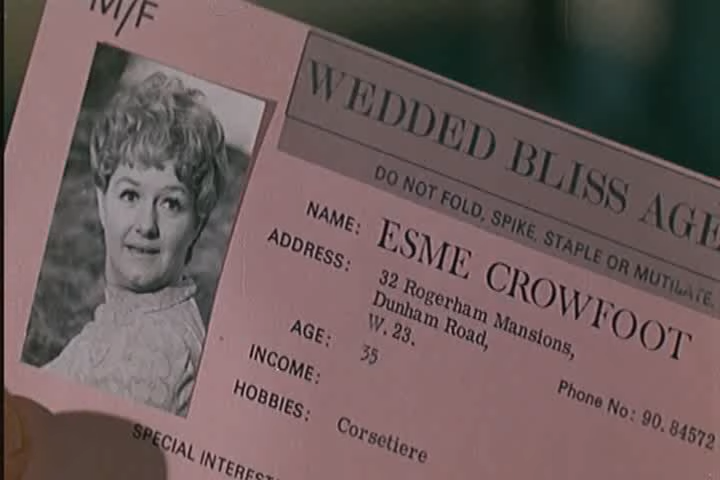 M/F
WEDDED BLISS AGE
DO NOT FOLD, SPIKE, STAPLE OR MUTILATE.
NAME: ESME CROWFOOT
ADDRESS: 32 Rogerham Mansions,
Dunham Road,
W. 23.
AGE: 35
INCOME:
Phone No: 90. 84572
HOBBIES: Corsetiere
SPECIAL INTEREST